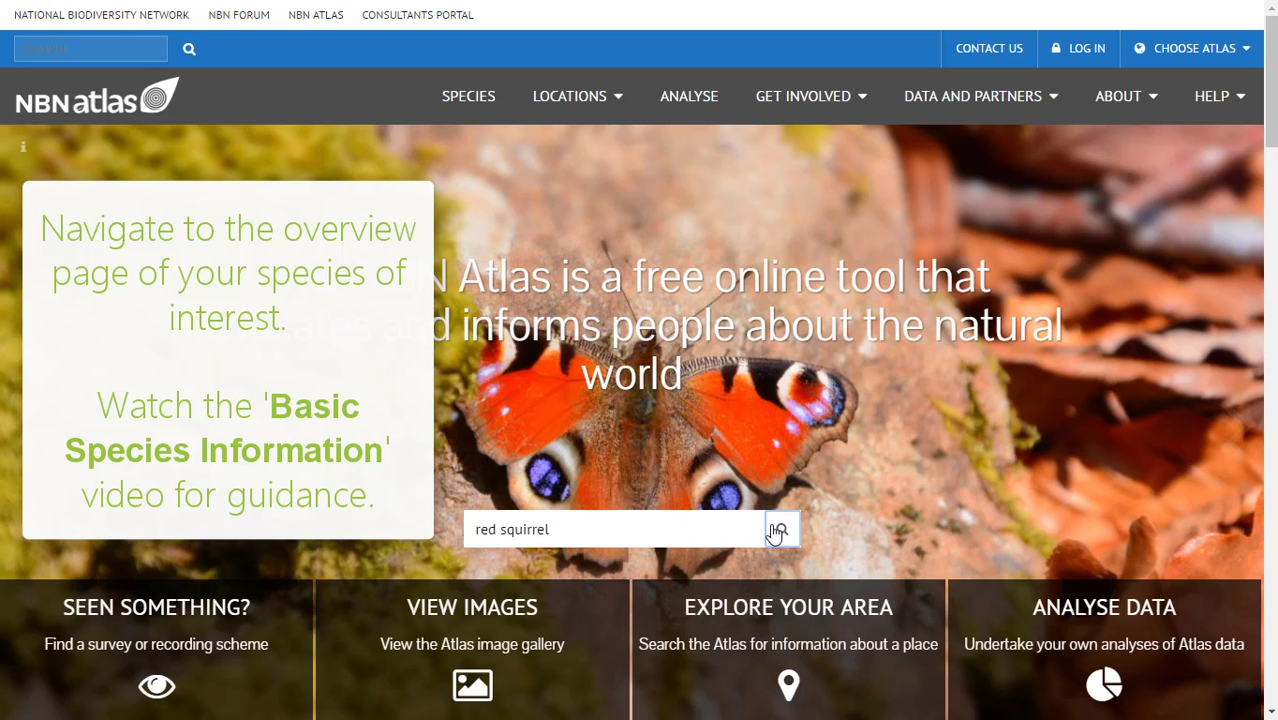 NATIONAL BIODIVERSITY NETWORK NBN FORUM NBN ATLAS CONSULTANTS PORTAL
CONTACT US LOG IN CHOOSE ATLAS
NBN atlas
SPECIES LOCATIONS ANALYSE GET INVOLVED DATA AND PARTNERS ABOUT HELP
Navigate to the overview
page of your species of
interest.
Watch the 'Basic
Species Information'
video for guidance.
N Atlas is a free online tool that
and informs people about the natural
world
red squirrel
SEEN SOMETHING?
Find a survey or recording scheme
VIEW IMAGES
View the Atlas image gallery
EXPLORE YOUR AREA
Search the Atlas for information about a place
ANALYSE DATA
Undertake your own analyses of Atlas data